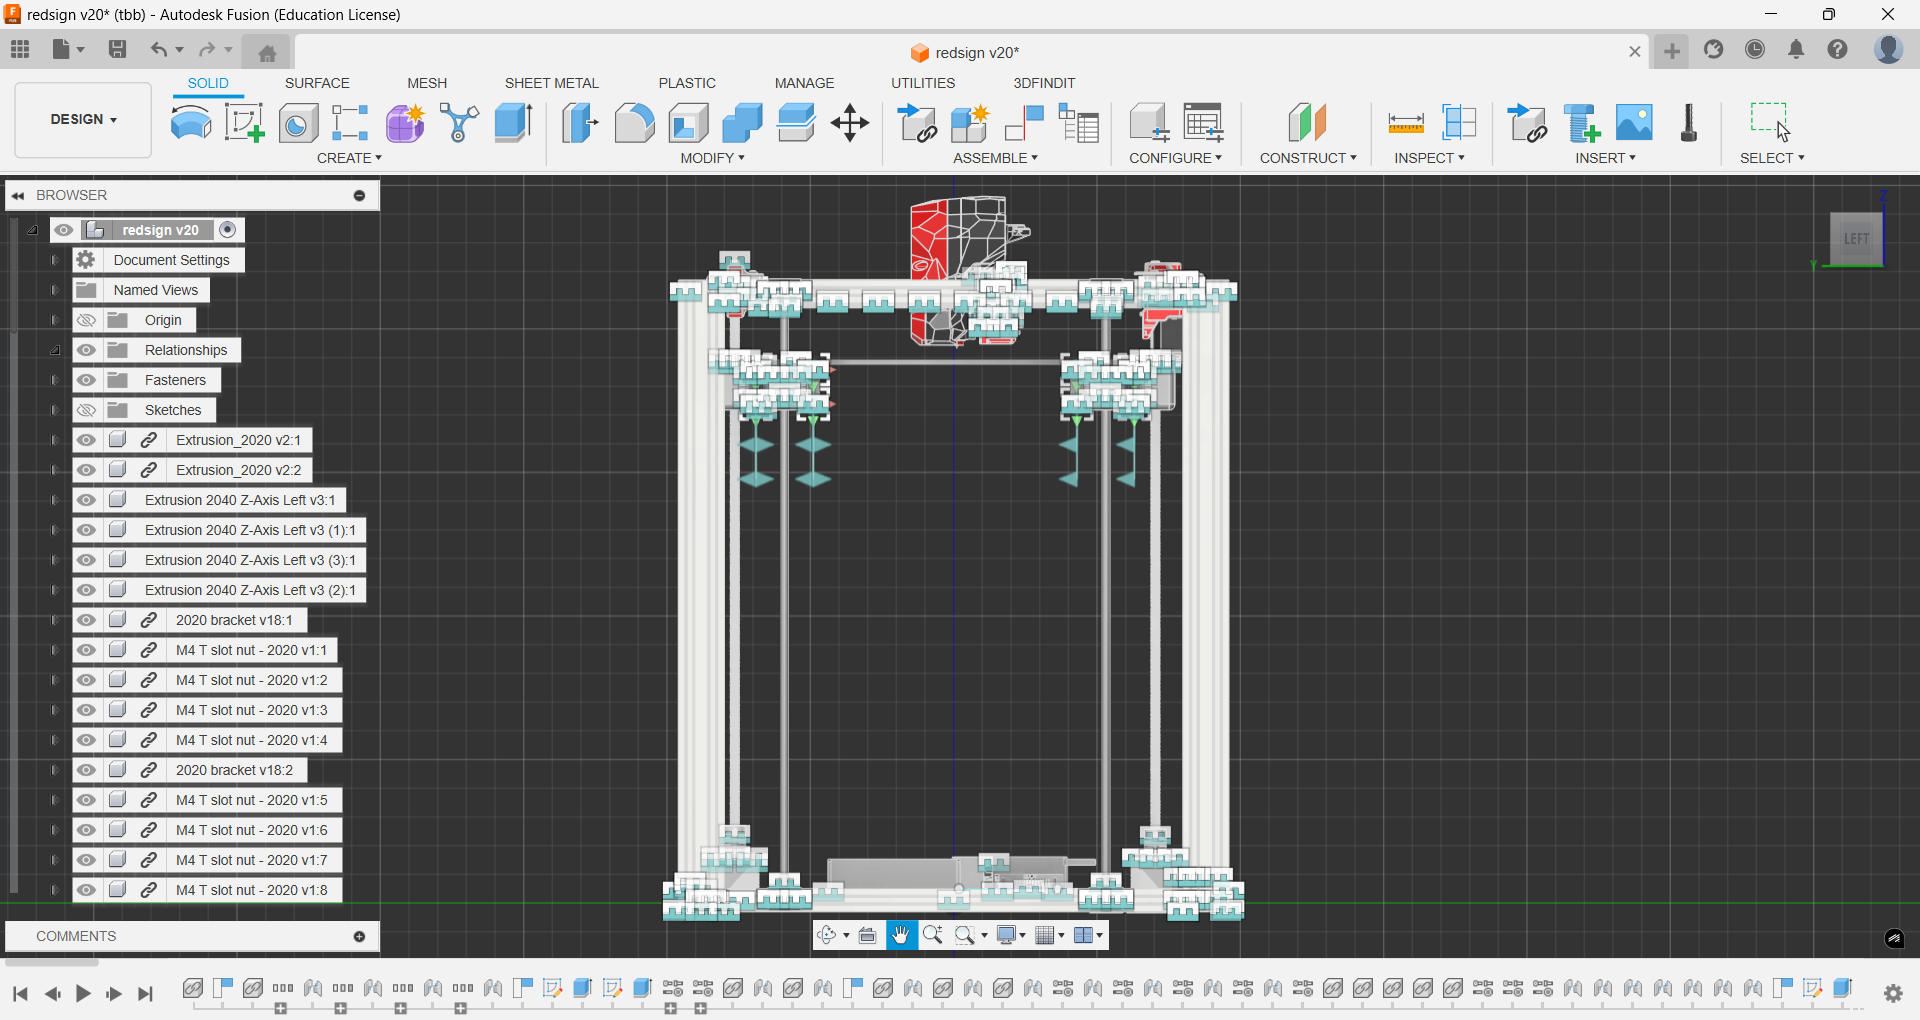 redsign v20* (tbb) - Autodesk Fusion (Education License)
redsign v20*
SOLID SURFACE MESH SHEET METAL PLASTIC MANAGE UTILITIES 3DFINDIT
DESIGN
CREATE MODIFY ASSEMBLE CONFIGURE CONSTRUCT INSPECT INSERT SELECT
BROWSER
redsign v20
Document Settings
Named Views
Origin
Relationships
Fasteners
Sketches
Extrusion_2020 v2:1
Extrusion_2020 v2:2
Extrusion 2040 Z-Axis Left v3:1
Extrusion 2040 Z-Axis Left v3 (1):1
Extrusion 2040 Z-Axis Left v3 (3):1
Extrusion 2040 Z-Axis Left v3 (2):1
2020 bracket v18:1
M4 T slot nut - 2020 v1:1
M4 T slot nut - 2020 v1:2
M4 T slot nut - 2020 v1:3
M4 T slot nut - 2020 v1:4
2020 bracket v18:2
M4 T slot nut - 2020 v1:5
M4 T slot nut - 2020 v1:6
M4 T slot nut - 2020 v1:7
M4 T slot nut - 2020 v1:8
COMMENTS
Z
LEFT
Y